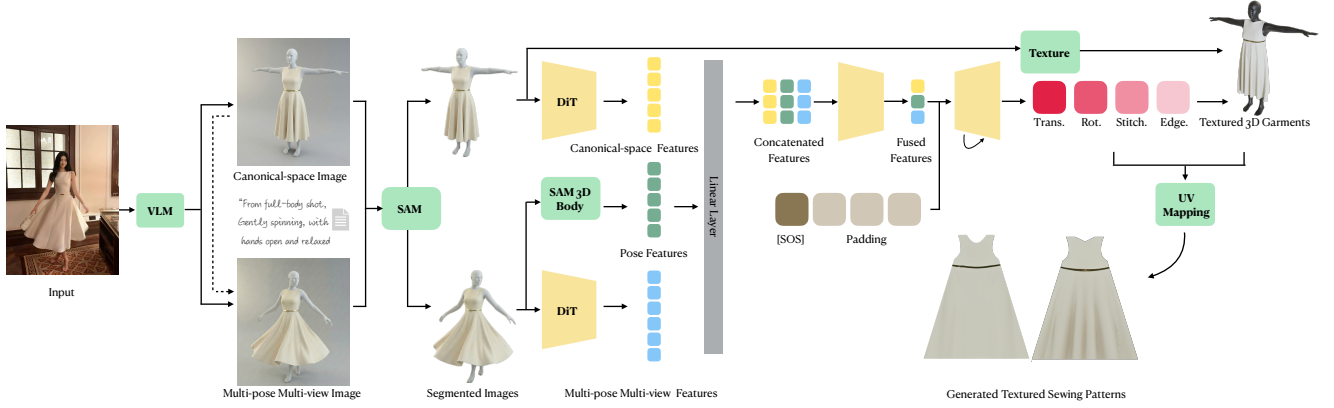 Input
VLM
Canonical-space Image
"From full-body shot,
Gently spinning, with
hands open and relaxed
Multi-pose Multi-view Image
SAM
Segmented Images
DiT
Canonical-space Features
SAM 3D
Body
Pose Features
DiT
Multi-pose Multi-view Features
Linear Layer
Concatenated
Features
Fused
Features
[SOS]
Padding
Texture
Trans.
Rot.
Stitch.
Edge.
Textured 3D Garments
UV
Mapping
Generated Textured Sewing Patterns